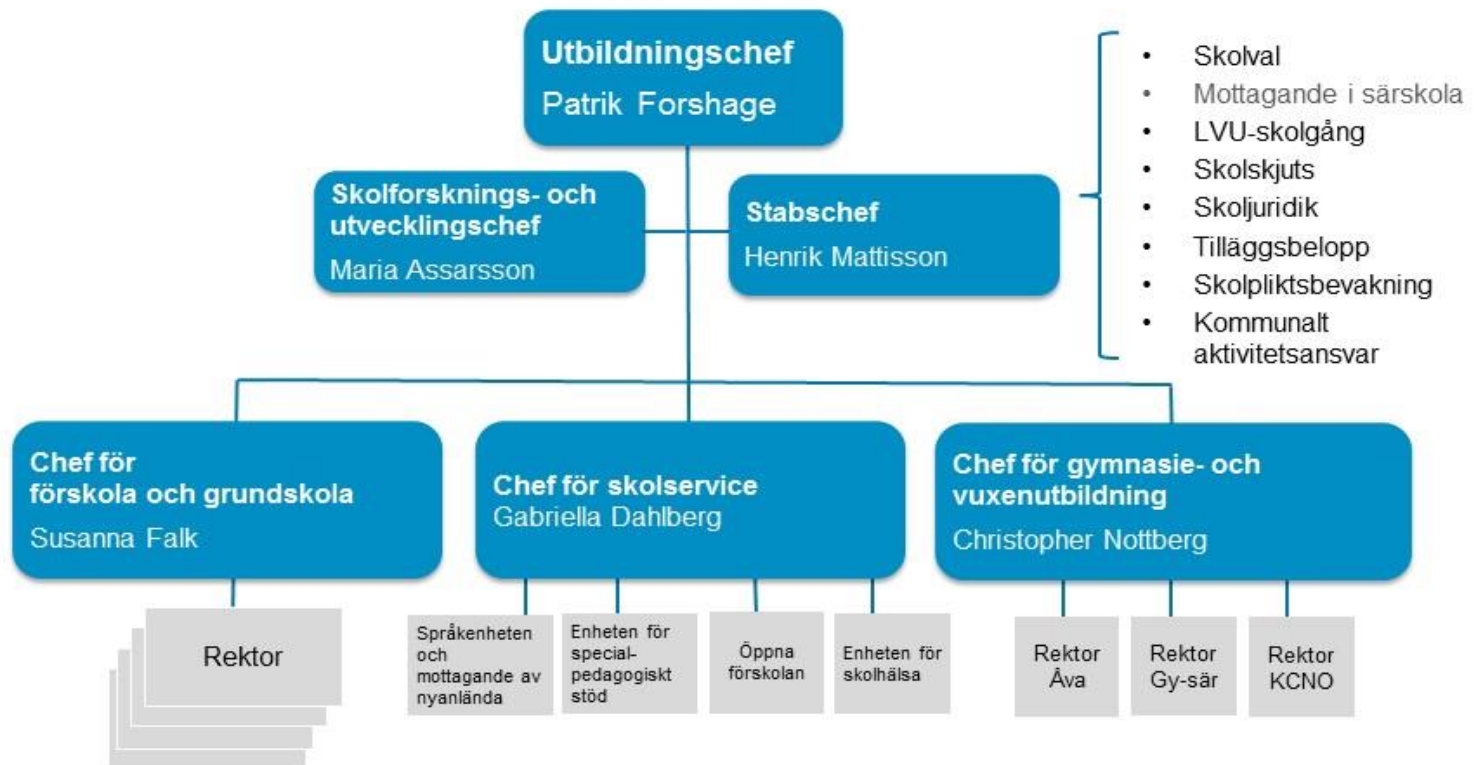 Utbildningschef
Patrik Forshage
• Skolval
• Mottagande i särskola
• LVU-skolgång
• Skolskjuts
• Skoljuridik
• Tilläggsbelopp
• Skolpliktsbevakning
• Kommunalt
aktivitetsansvar
Skolforsknings- och
utvecklingschef
Maria Assarsson
Stabschef
Henrik Mattisson
Chef för
förskola och grundskola
Susanna Falk
Chef för skolservice
Gabriella Dahlberg
Chef för gymnasie- och
vuxenutbildning
Christopher Nottberg
Rektor
Språkenheten
och
mottagande av
nyanlända
Enheten för
special-
pedagogiskt
stöd
Öppna
förskolan
Enheten för
skolhälsa
Rektor
Åva
Rektor
Gy-sär
Rektor
KCNO